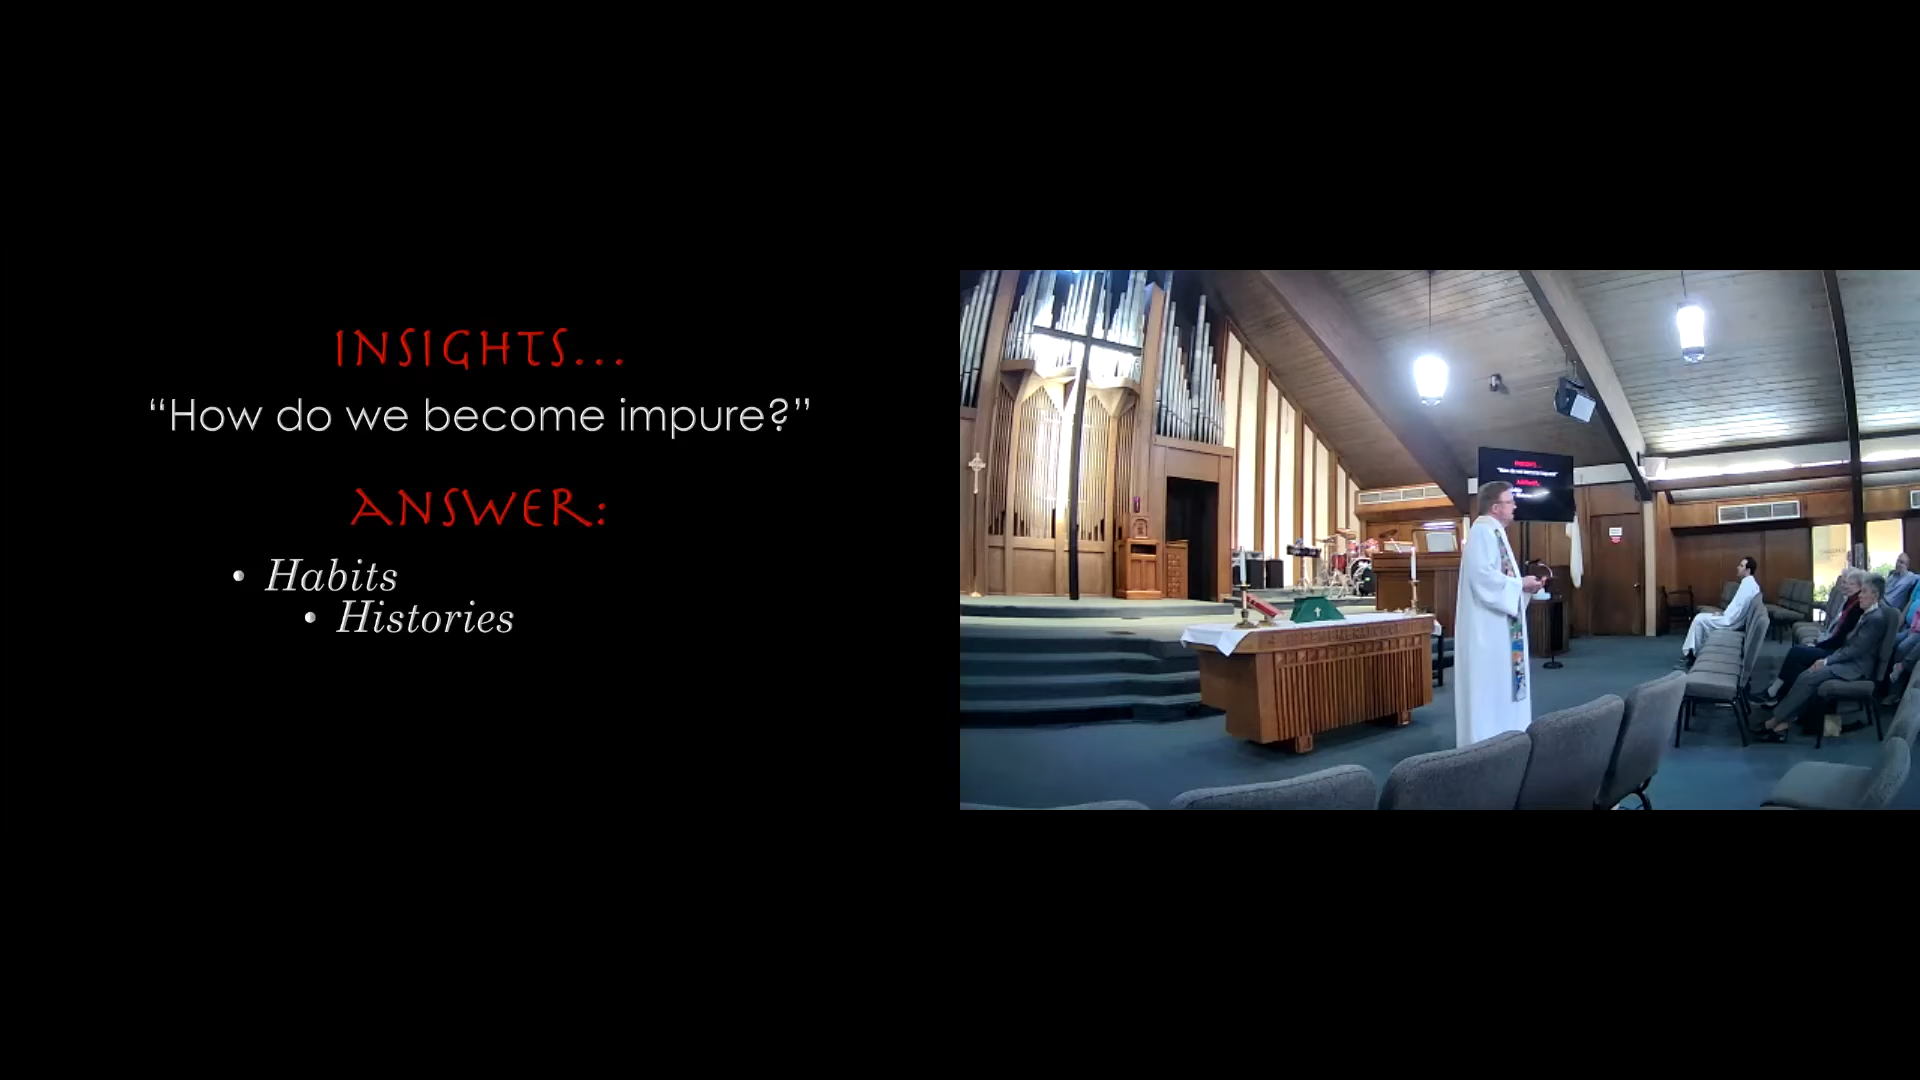 INSIGHTS...
“How do we become impure?”
ANSWER:
• Habits
• Histories